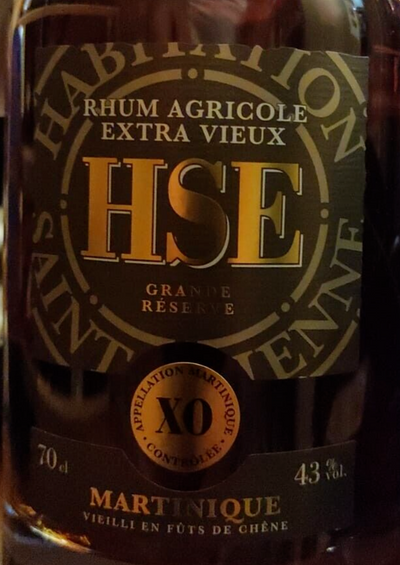 HABITATION
RHUM AGRICOLE
EXTRA VIEUX
HSE
GRANDE
RÉSERVE
SAINT
APPELLATION MARTINIQUE
XO
CONTRÔLÉE
70 cl
43 % vol.
MARTINIQUE
VIEILLI EN FÛTS DE CHÊNE